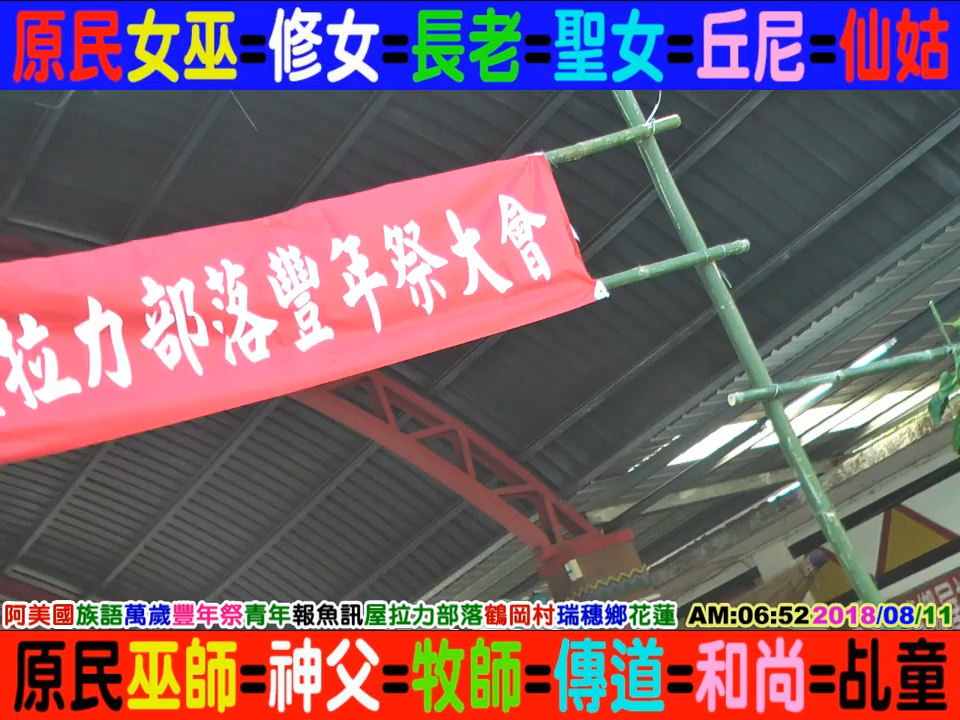 原民女巫=修女=長老=聖女=丘尼=仙姑
拉力部落豐年祭大會
阿美國族語萬歲豐年祭青年報魚訊屋拉力部落鶴岡村瑞穗鄉花蓮 AM:06:52 2018/08/11
原民巫師=神父=牧師=傳道=和尚=乩童